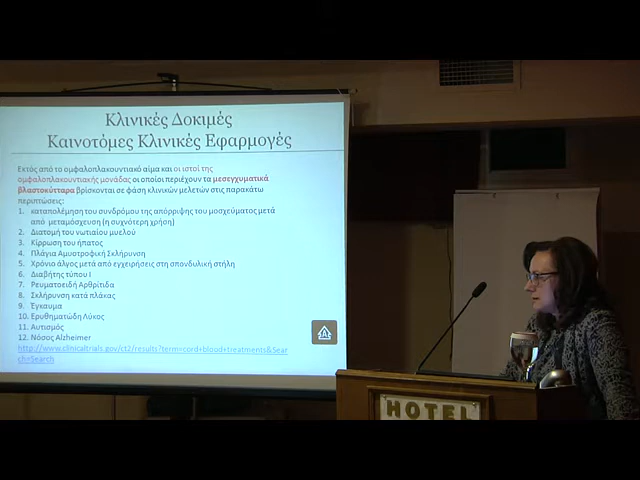 Κλινικές Δοκιμές
Καινοτόμες Κλινικές Εφαρμογές
Εκτός από το ομφαλοπλακουντιακό αίμα και οι ιστοί της
ομφαλοπλακουντιακής μονάδας οι οποίοι περιέχουν τα μεσεγχυματικά
βλαστοκύτταρα βρίσκονται σε φάση κλινικών μελετών στις παρακάτω
περιπτώσεις:
1. καταπολέμηση του συνδρόμου της απόρριψης του μοσχεύματος μετά
από μεταμόσχευση (η συχνότερη χρήση)
2. Διατομή του νωτιαίου μυελού
3. Κίρρωση του ήπατος
4. Πλάγια Αμυοτροφική Σκλήρυνση
5. Χρόνιο άλγος μετά από εγχειρήσεις στη σπονδυλική στήλη
6. Διαβήτης τύπου Ι
7. Ρευματοειδή Αρθρίτιδα
8. Σκλήρυνση κατά πλάκας
9. Έγκαυμα
10. Ερυθηματώδη Λύκος
11. Αυτισμός
12. Νόσος Alzheimer
http://www.clinicaltrials.gov/ct2/results?term=cord+blood+treatments&Sear
ch=Search
HOTEL